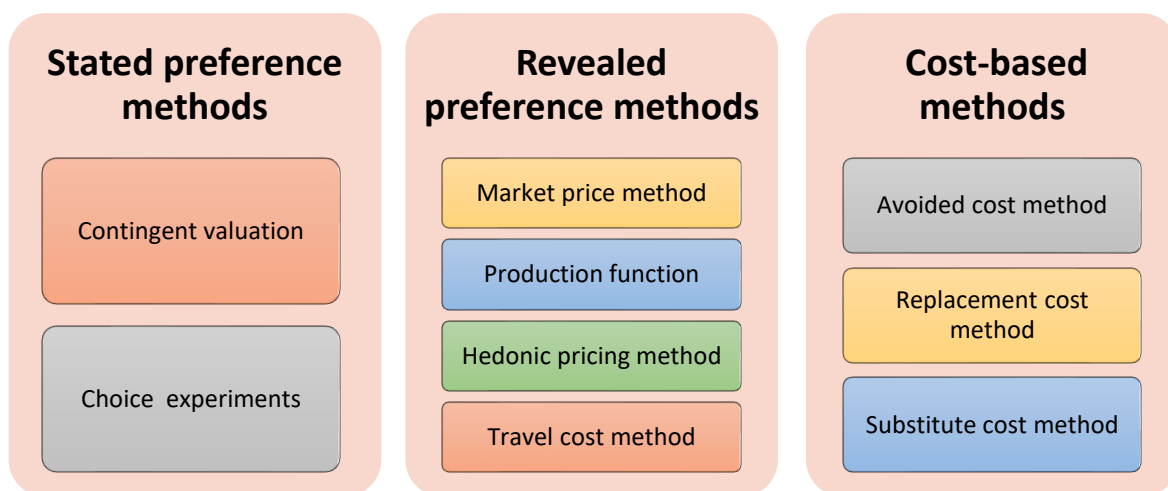 Stated preference
methods
Contingent valuation
Choice experiments
Revealed
preference methods
Market price method
Production function
Hedonic pricing method
Travel cost method
Cost-based
methods
Avoided cost method
Replacement cost
method
Substitute cost method